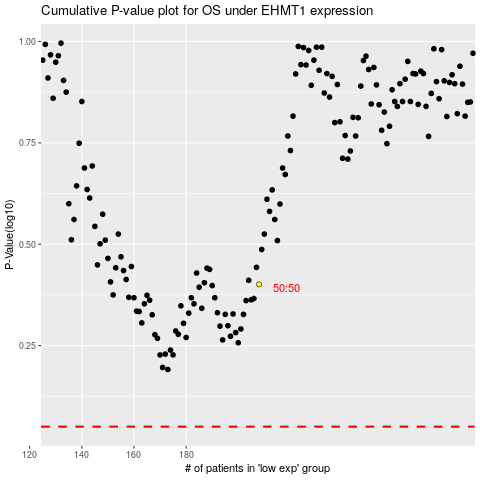 Cumulative P-value plot for OS under EHMT1 expression
P-Value(log10)
1.00
0.75
0.50
0.25
50:50
120 140 160 180
# of patients in 'low exp' group